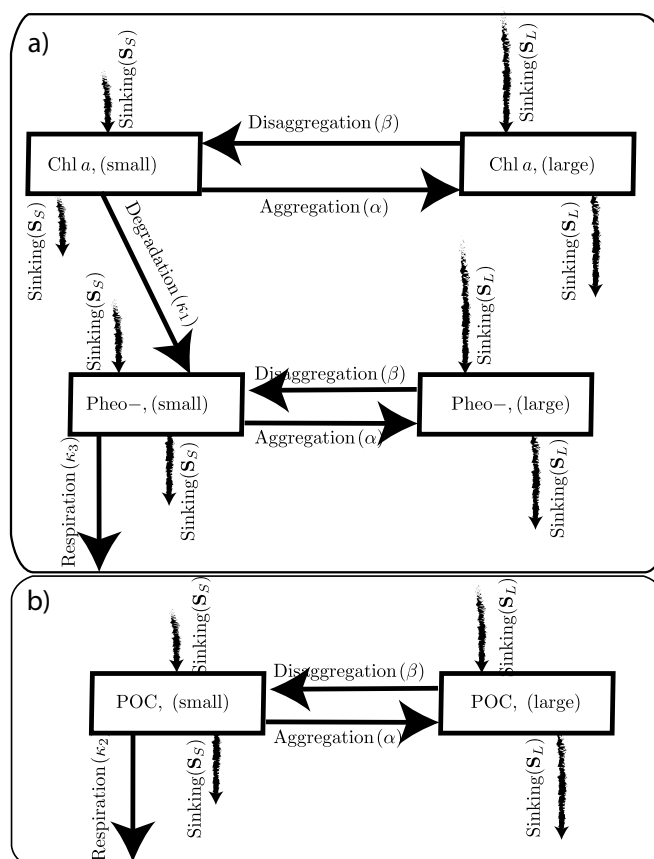 a)
Sinking(S_S)
Sinking(S_L)
Disaggregation(β)
Chl a, (small)
Chl a, (large)
Aggregation(α)
Sinking(S_S)
Degradation(κ₁)
Sinking(S_L)
Sinking(S_S)
Sinking(S_L)
Disaggregation(β)
Pheo−, (small)
Pheo−, (large)
Aggregation(α)
Respiration(κ₃)
Sinking(S_S)
Sinking(S_L)
b)
Sinking(S_S)
Sinking(S_L)
Disaggregation(β)
POC, (small)
POC, (large)
Aggregation(α)
Respiration(κ₂)
Sinking(S_S)
Sinking(S_L)